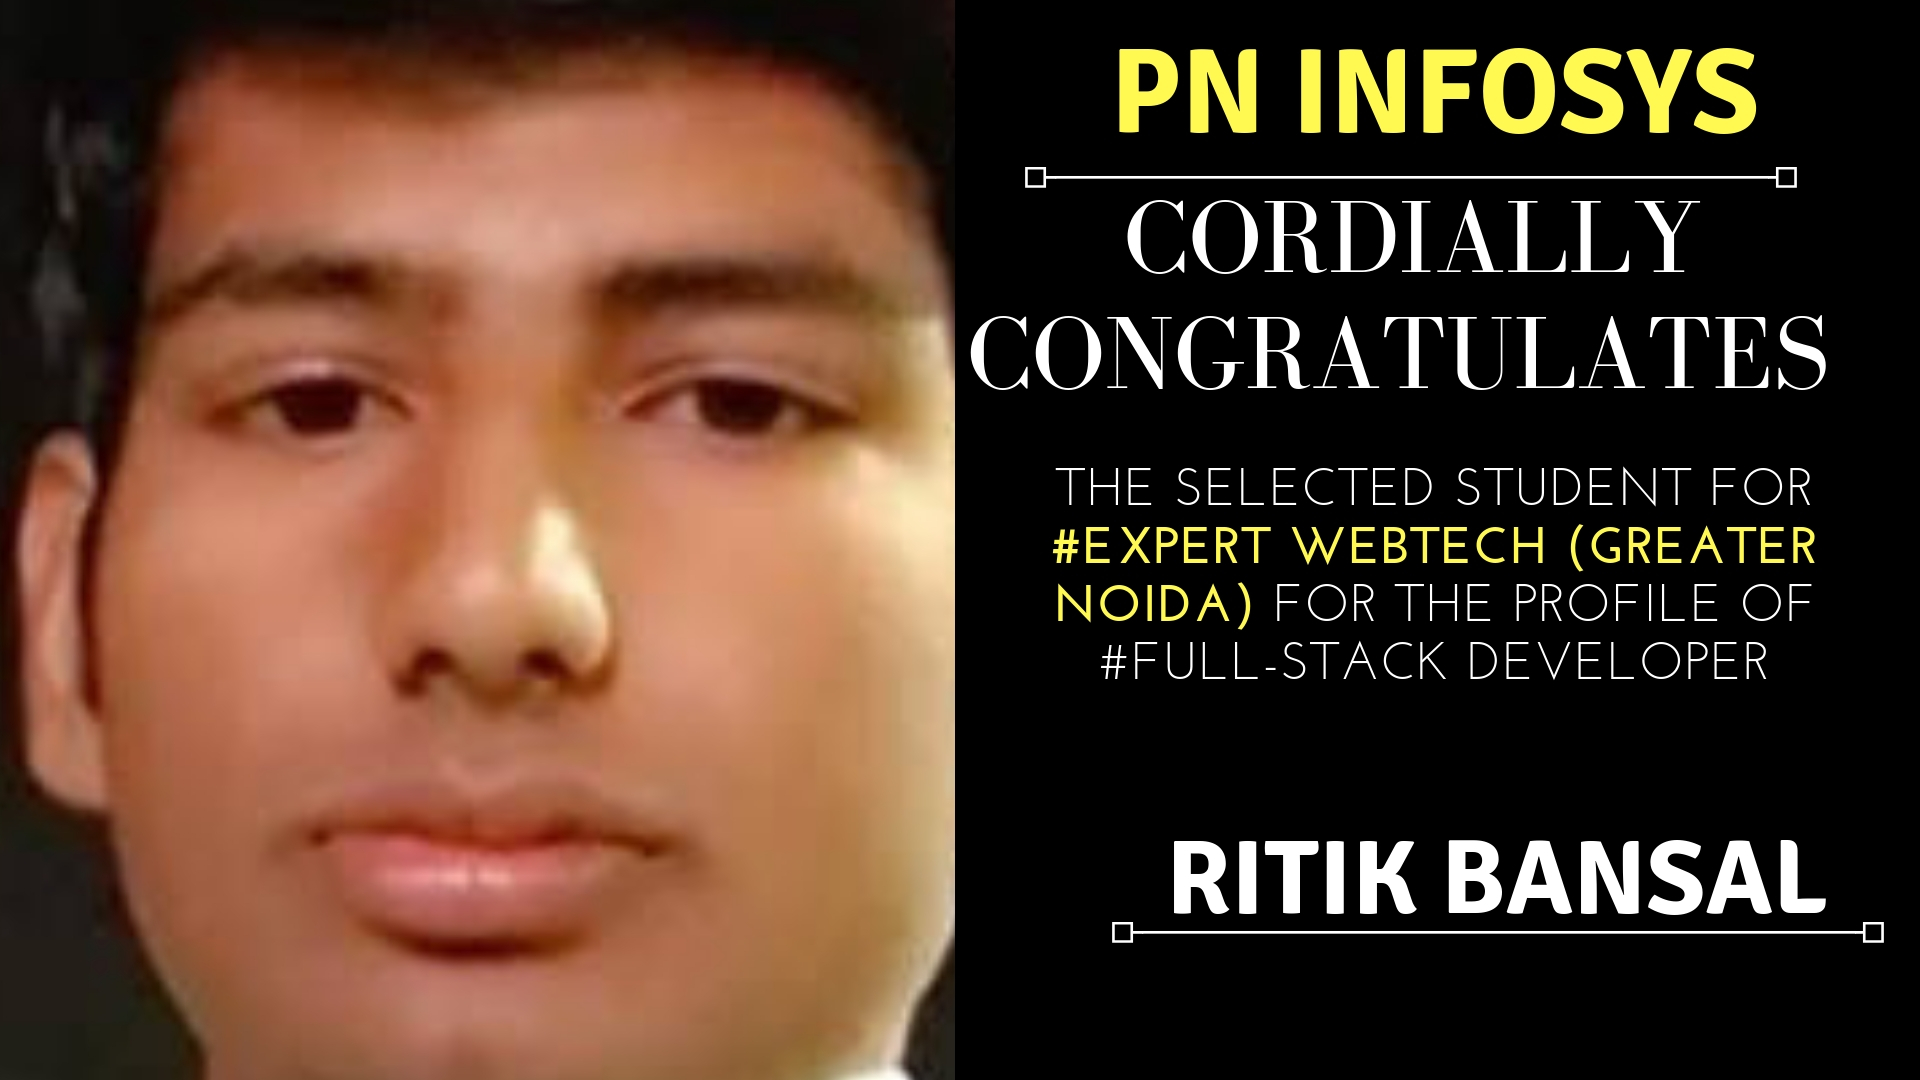 PN INFOSYS
CORDIALLY
CONGRATULATES
THE SELECTED STUDENT FOR
#EXPERT WEBTECH (GREATER
NOIDA) FOR THE PROFILE OF
#FULL-STACK DEVELOPER
RITIK BANSAL